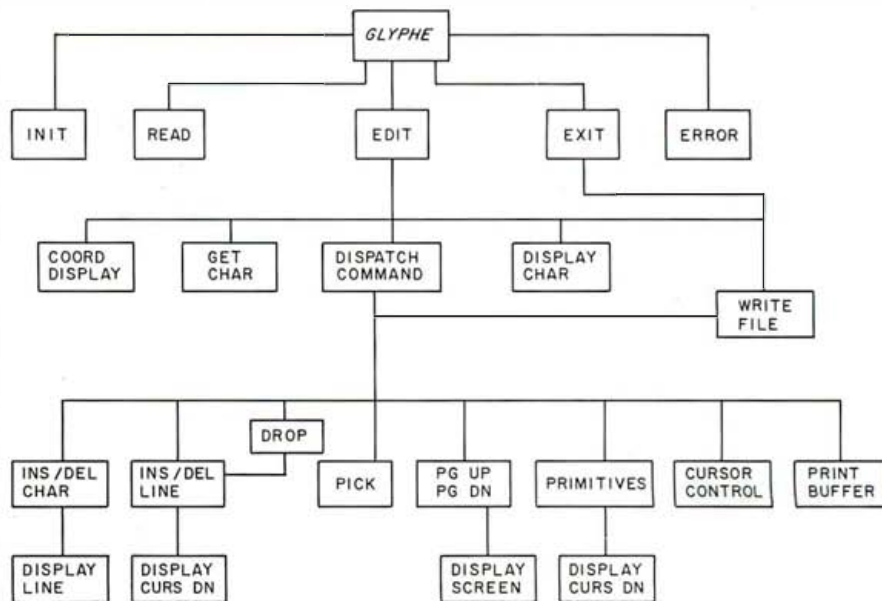 GLYPHE
INIT
READ
EDIT
EXIT
ERROR
COORD
DISPLAY
GET
CHAR
DISPATCH
COMMAND
DISPLAY
CHAR
WRITE
FILE
DROP
INS/DEL
CHAR
INS/DEL
LINE
PICK
PG UP
PG DN
PRIMITIVES
CURSOR
CONTROL
PRINT
BUFFER
DISPLAY
LINE
DISPLAY
CURS DN
DISPLAY
SCREEN
DISPLAY
CURS DN